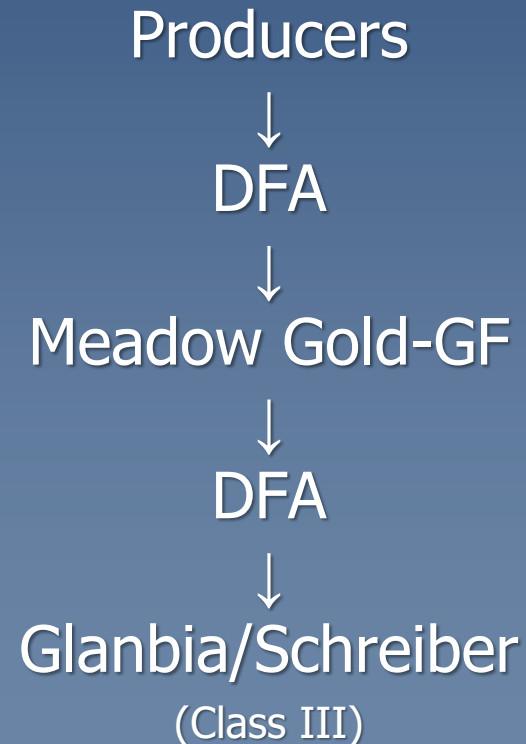 Producers
↓
DFA
↓
Meadow Gold-GF
↓
DFA
↓
Glanbia/Schreiber
(Class III)